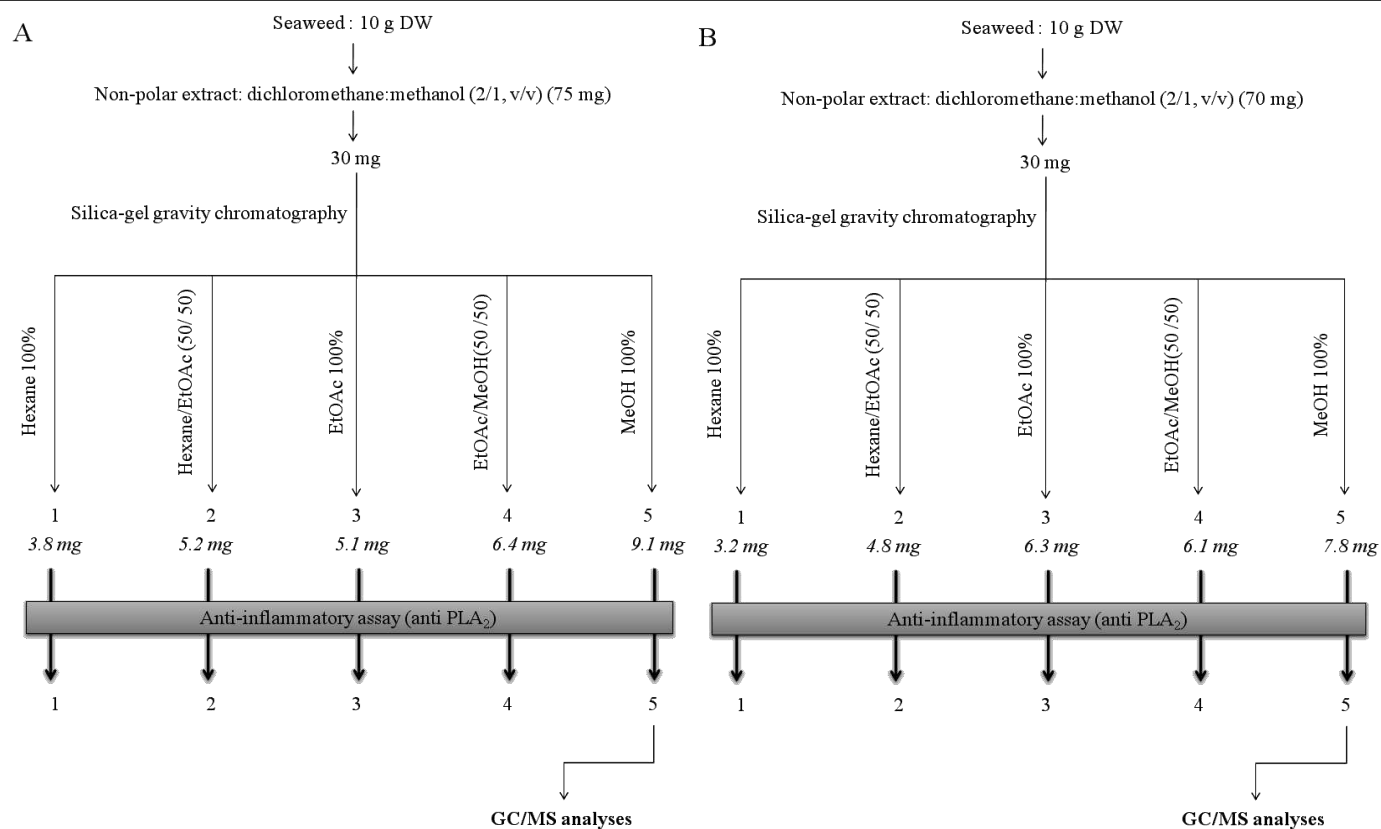 A
Seaweed : 10 g DW
Non-polar extract: dichloromethane:methanol (2/1, v/v) (75 mg)
30 mg
Silica-gel gravity chromatography
Hexane 100%
Hexane/EtOAc (50/ 50)
EtOAc 100%
EtOAc/MeOH(50 /50)
MeOH 100%
1 2 3 4 5
3.8 mg 5.2 mg 5.1 mg 6.4 mg 9.1 mg
Anti-inflammatory assay (anti PLA₂)
1 2 3 4 5
GC/MS analyses
B
Seaweed : 10 g DW
Non-polar extract: dichloromethane:methanol (2/1, v/v) (70 mg)
30 mg
Silica-gel gravity chromatography
Hexane 100%
Hexane/EtOAc (50/ 50)
EtOAc 100%
EtOAc/MeOH(50 /50)
MeOH 100%
1 2 3 4 5
3.2 mg 4.8 mg 6.3 mg 6.1 mg 7.8 mg
Anti-inflammatory assay (anti PLA₂)
1 2 3 4 5
GC/MS analyses